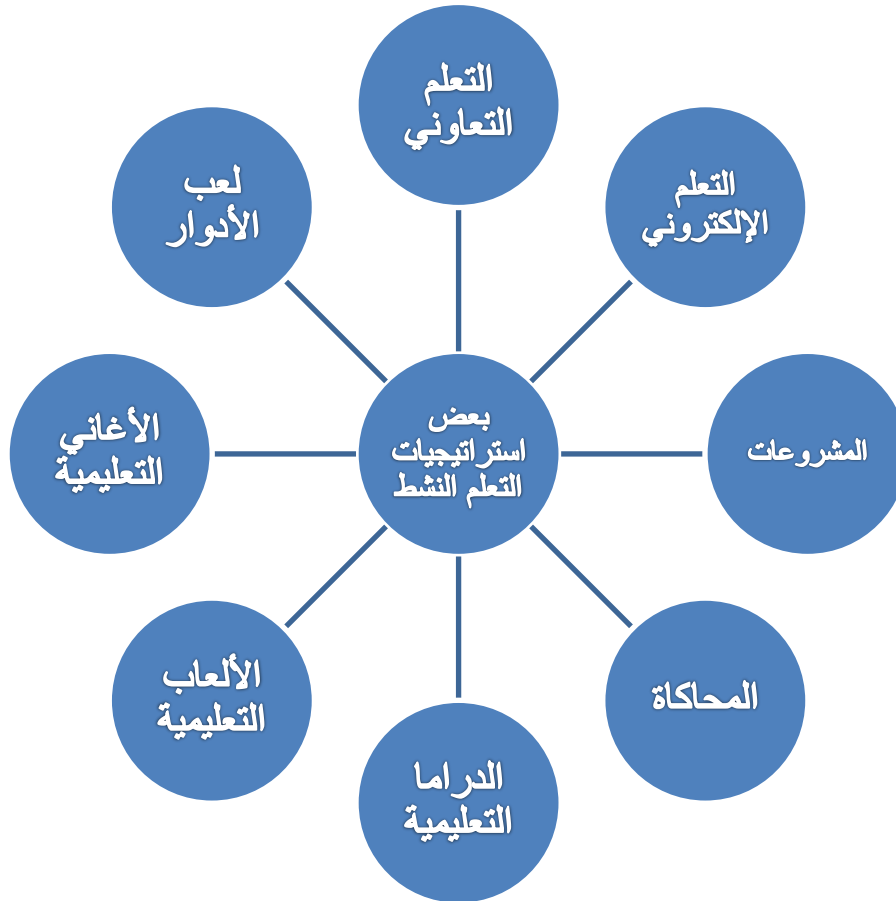 التعلم
التعاوني
التعلم
الإلكتروني
المشروعات
المحاكاة
الدراما
التعليمية
الألعاب
التعليمية
الأغاني
التعليمية
لعب
الأدوار
بعض
استراتيجيات
التعلم النشط